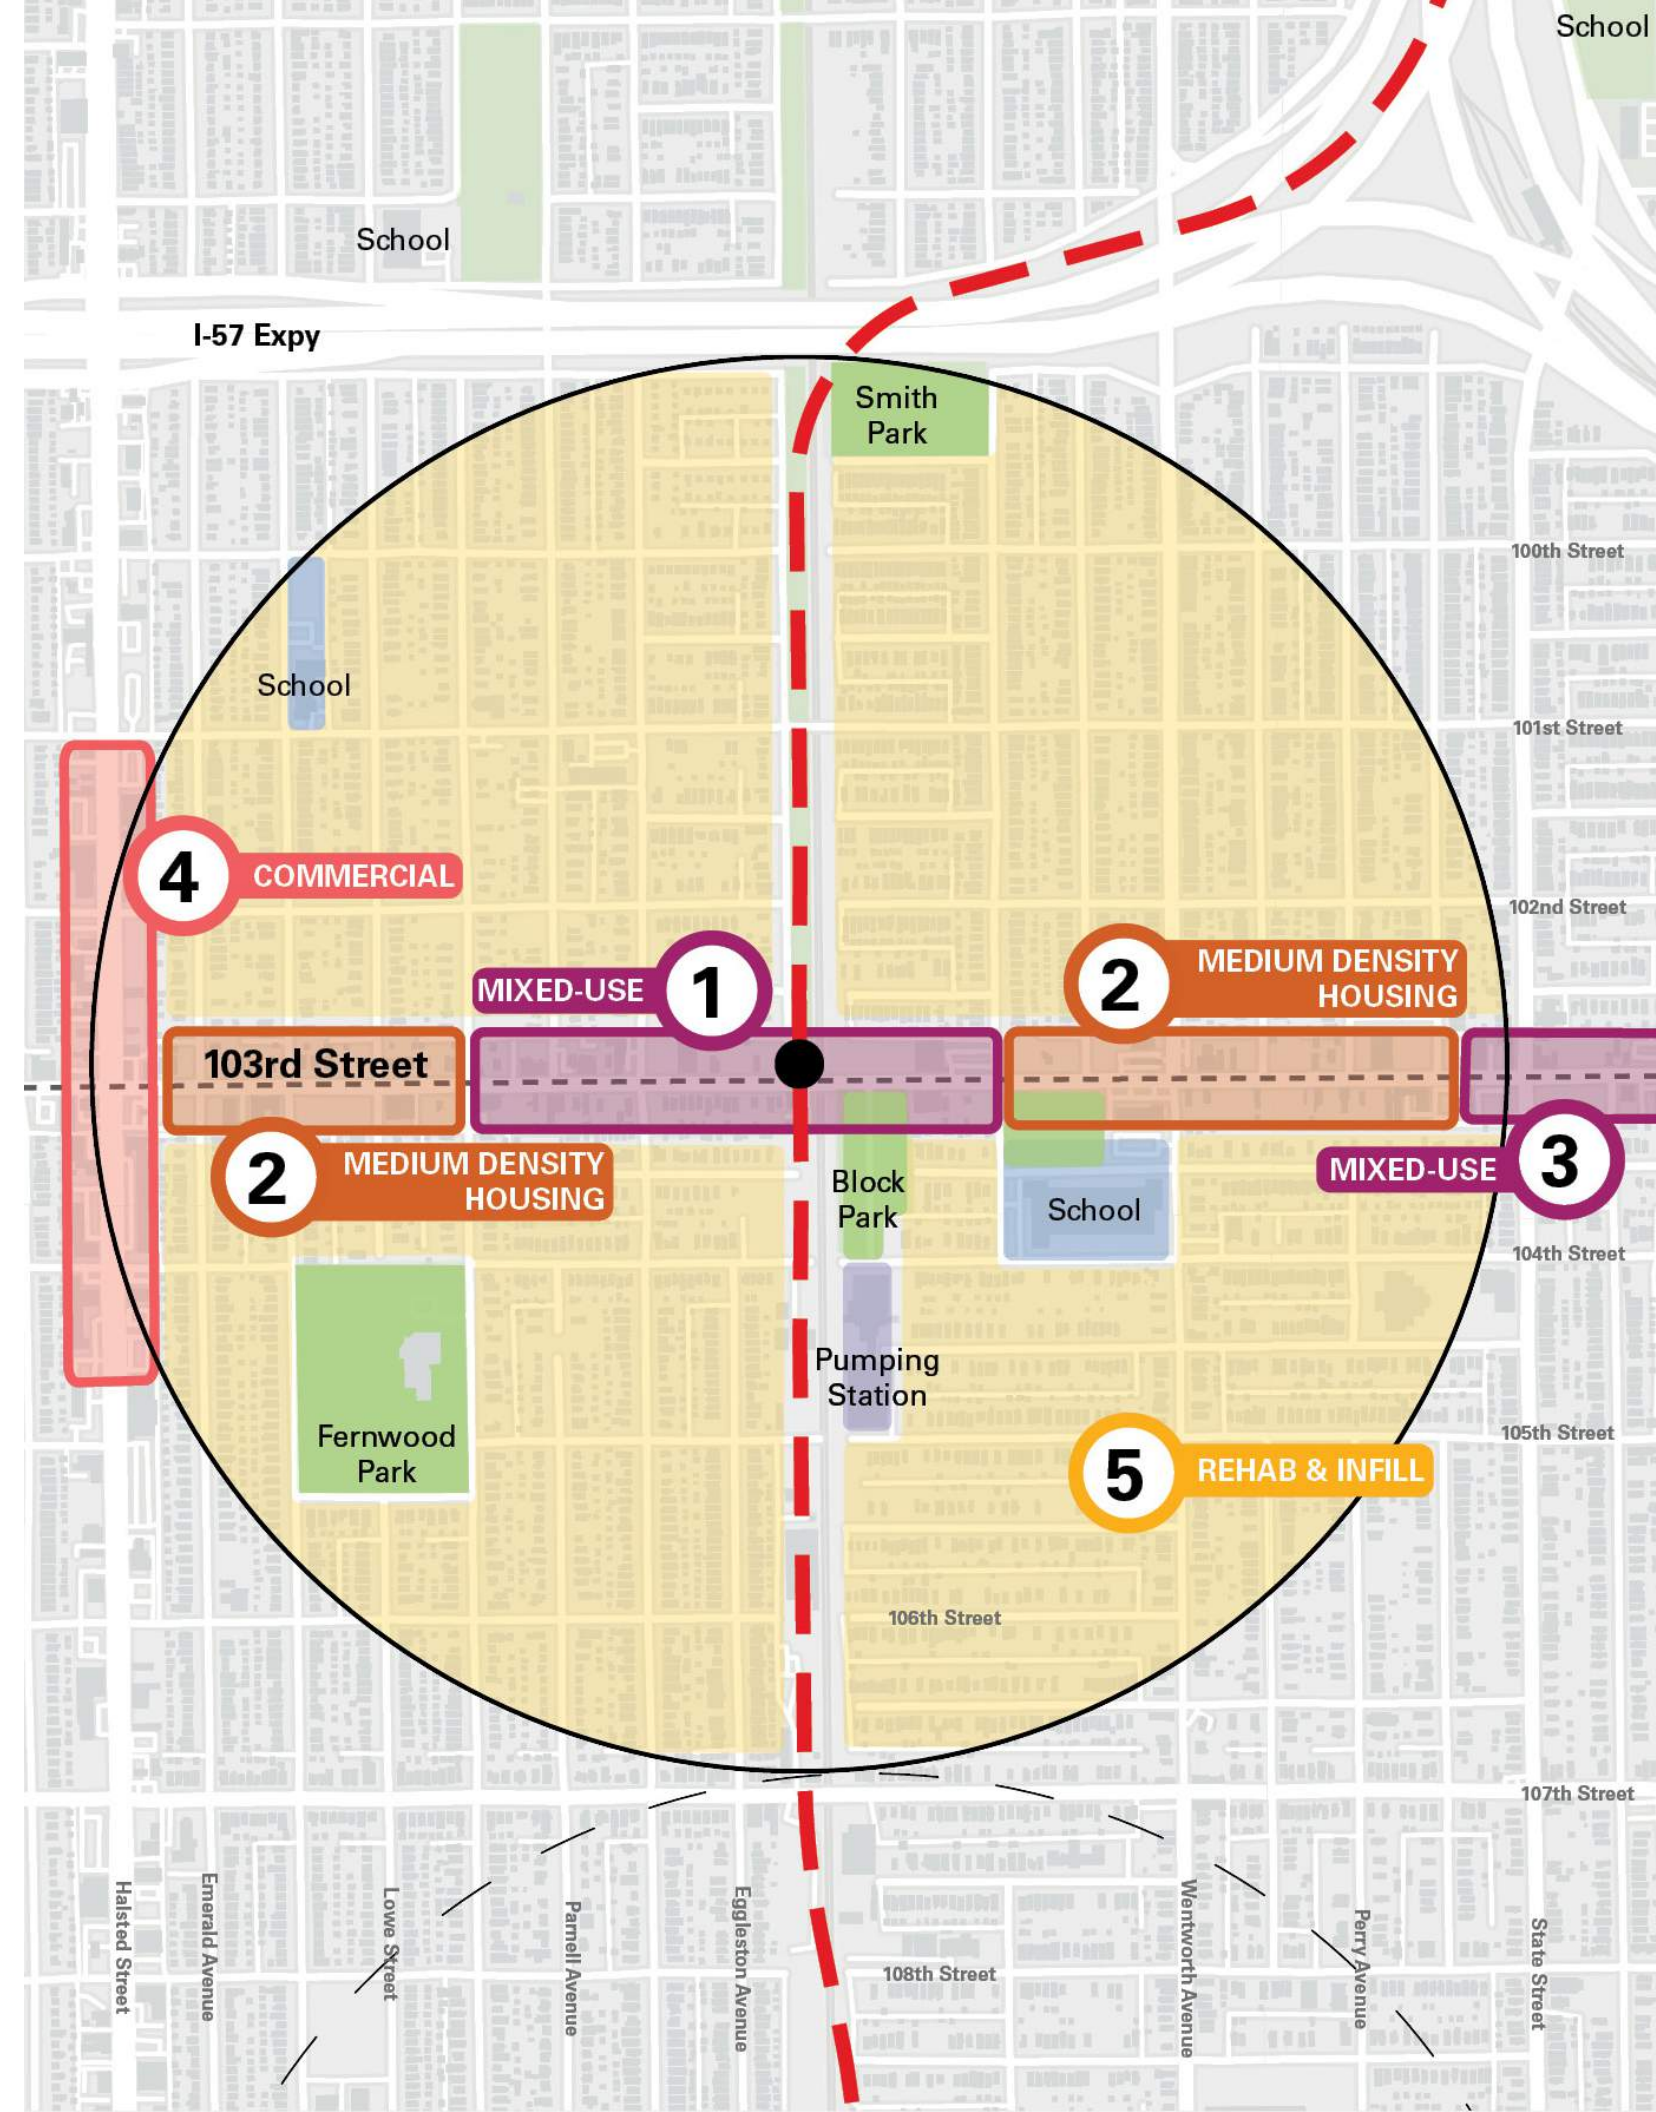 School
School
I-57 Expy
Smith
Park
100th Street
School
101st Street
4
COMMERCIAL
102nd Street
MIXED-USE
1
2
MEDIUM DENSITY
HOUSING
103rd Street
2
MEDIUM DENSITY
HOUSING
Block
Park
School
MIXED-USE
3
104th Street
Pumping
Station
Fernwood
Park
105th Street
5
REHAB & INFILL
106th Street
107th Street
Halsted Street
Emerald Avenue
Lowe Street
Parnell Avenue
Eggleston Avenue
108th Street
Wentworth Avenue
Perry Avenue
State Street